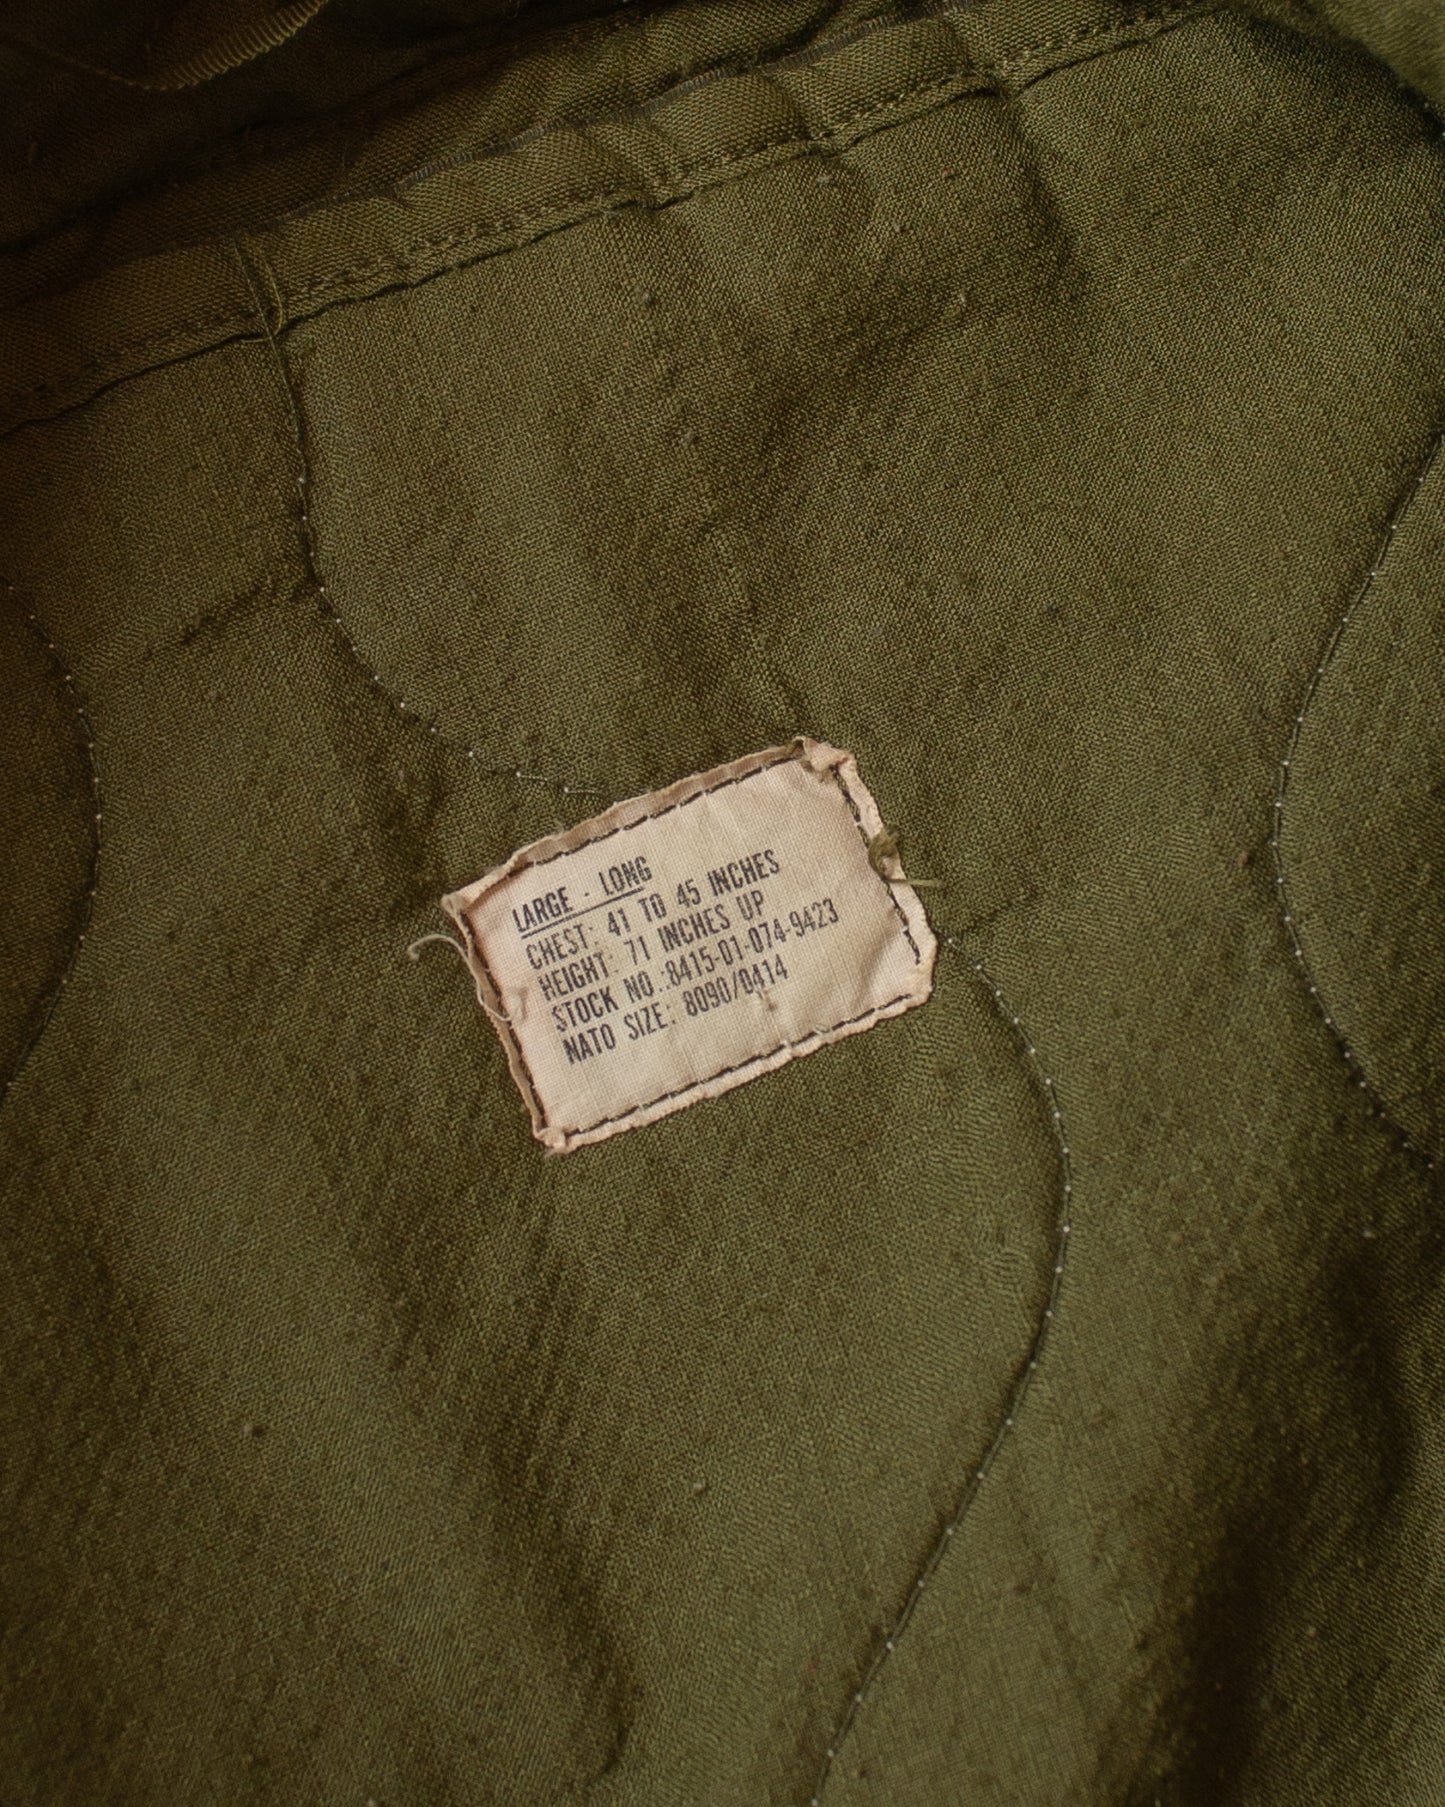 LARGE - LONG
CHEST: 41 TO 45 INCHES
HEIGHT: 71 INCHES UP
STOCK NO.:8415-01-074-9423
NATO SIZE: 8090/0414